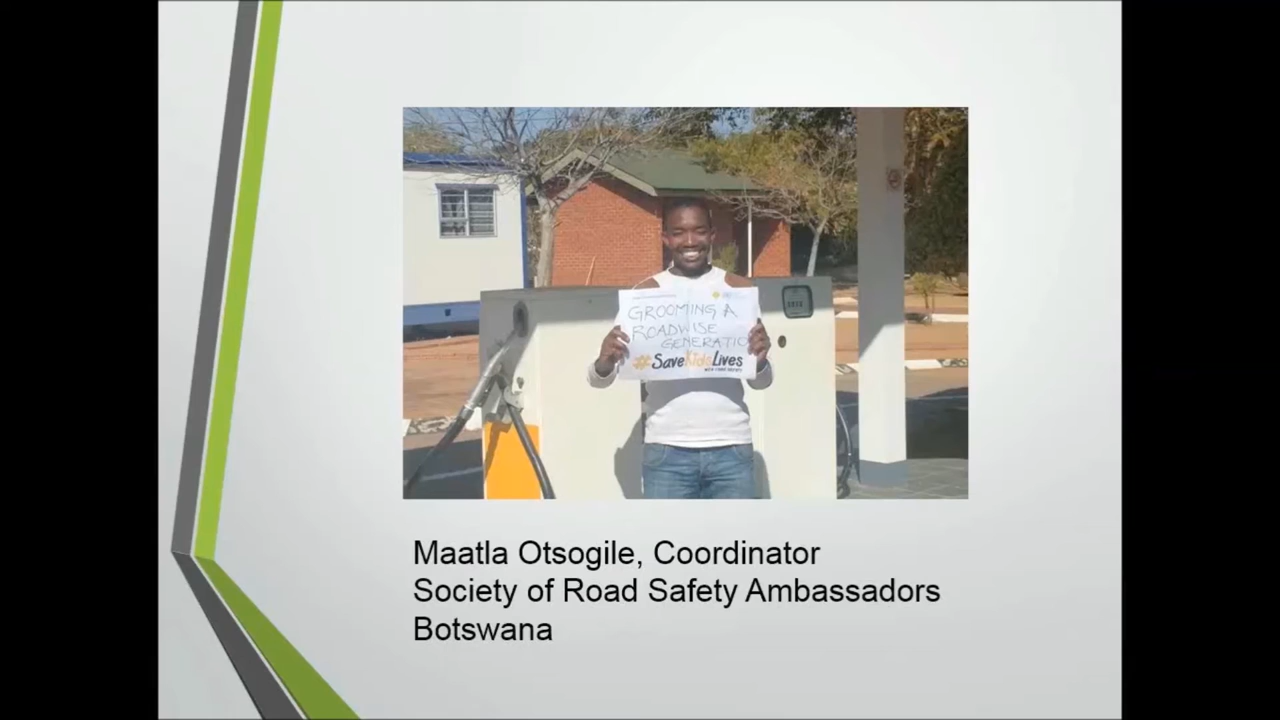 GROOMING A
ROADWISE
GENERATIO
#SaveKidsLives
Maatla Otsogile, Coordinator
Society of Road Safety Ambassadors
Botswana